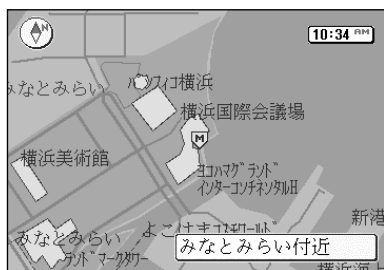 10:34 AM
みなとみらい
パシフィコ横浜
横浜国際会議場
M
横浜美術館
ヨコハマグランド
インターコンチネンタルH
新港
みなとみらい
よこはまコスモワールド
ランドマークタワー
みなとみらい付近
横浜海上